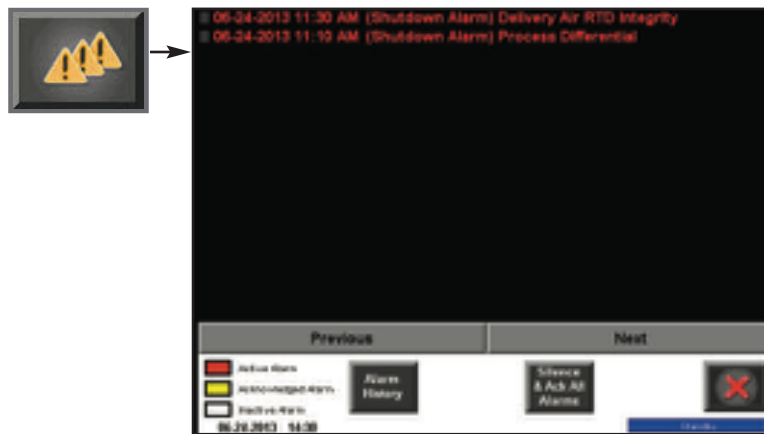 06-24-2013 11:30 AM (Shutdown Alarm) Delivery Air RTD Integrity
06-24-2013 11:10 AM (Shutdown Alarm) Process Differential
Previous
Next
Active Alarm
Acknowledged Alarm
Inactive Alarm
Alarm
History
Silence
& Ack All
Alarms
06-24-2013 14:30